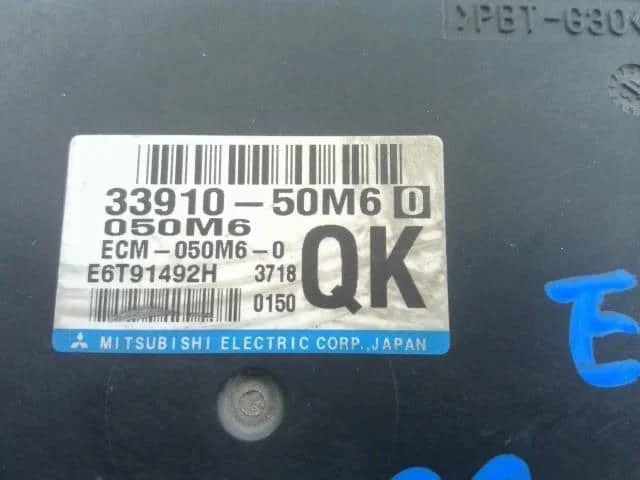 >PBT-G30<
33910-50M6 0
050M6
ECM-050M6-0
QK
E6T91492H 3718
0150
MITSUBISHI ELECTRIC CORP., JAPAN
E